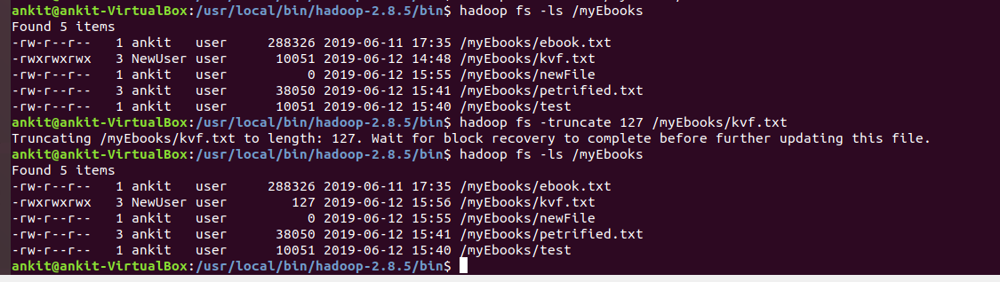 ankit@ankit-VirtualBox:/usr/local/bin/hadoop-2.8.5/bin$ hadoop fs -ls /myEbooks
Found 5 items
-rw-r--r--   1 ankit   user     288326 2019-06-11 17:35 /myEbooks/ebook.txt
-rwxrwxrwx   3 NewUser user      10051 2019-06-12 14:48 /myEbooks/kvf.txt
-rw-r--r--   1 ankit   user          0 2019-06-12 15:55 /myEbooks/newFile
-rw-r--r--   3 ankit   user      38050 2019-06-12 15:41 /myEbooks/petrified.txt
-rw-r--r--   1 ankit   user      10051 2019-06-12 15:40 /myEbooks/test
ankit@ankit-VirtualBox:/usr/local/bin/hadoop-2.8.5/bin$ hadoop fs -truncate 127 /myEbooks/kvf.txt
Truncating /myEbooks/kvf.txt to length: 127. Wait for block recovery to complete before further updating this file.
ankit@ankit-VirtualBox:/usr/local/bin/hadoop-2.8.5/bin$ hadoop fs -ls /myEbooks
Found 5 items
-rw-r--r--   1 ankit   user     288326 2019-06-11 17:35 /myEbooks/ebook.txt
-rwxrwxrwx   3 NewUser user        127 2019-06-12 15:56 /myEbooks/kvf.txt
-rw-r--r--   1 ankit   user          0 2019-06-12 15:55 /myEbooks/newFile
-rw-r--r--   3 ankit   user      38050 2019-06-12 15:41 /myEbooks/petrified.txt
-rw-r--r--   1 ankit   user      10051 2019-06-12 15:40 /myEbooks/test
ankit@ankit-VirtualBox:/usr/local/bin/hadoop-2.8.5/bin$